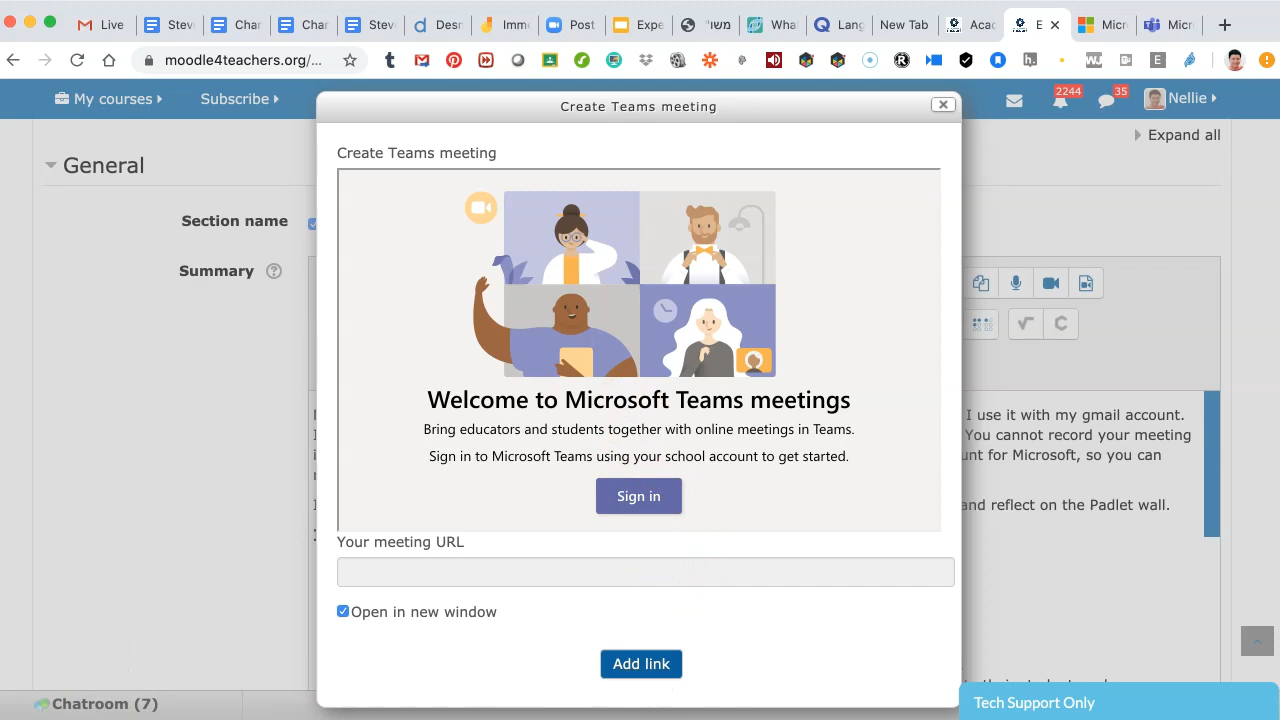 Live
Stev
Char
Char
Stev
Desm
Imme
Post
Expe
משו"
Wha
Lang
New Tab
Acac
E
Micr
Micr
moodle4teachers.org/...
My courses
Subscribe
2244
35
Nellie
Create Teams meeting
Expand all
General
Create Teams meeting
Section name
Summary
Welcome to Microsoft Teams meetings
Bring educators and students together with online meetings in Teams.
Sign in to Microsoft Teams using your school account to get started.
Sign in
I use it with my gmail account.
You cannot record your meeting
unt for Microsoft, so you can
and reflect on the Padlet wall.
Your meeting URL
Open in new window
Add link
Chatroom (7)
Tech Support Only